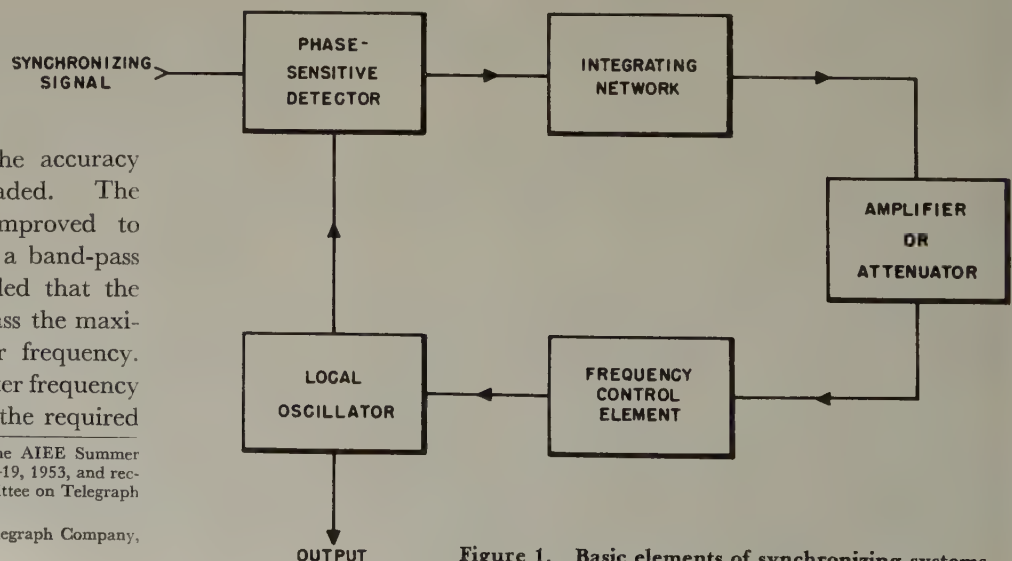 SYNCHRONIZING
SIGNAL
PHASE-
SENSITIVE
DETECTOR
INTEGRATING
NETWORK
AMPLIFIER
OR
ATTENUATOR
FREQUENCY
CONTROL
ELEMENT
LOCAL
OSCILLATOR
OUTPUT
Figure 1. Basic elements of synchronizing systems
he accuracy
aded. The
mproved to
a band-pass
led that the
ass the maxi-
r frequency.
ter frequency
the required
he AIEE Summer
-19, 1953, and rec-
ttee on Telegraph
legraph Company,